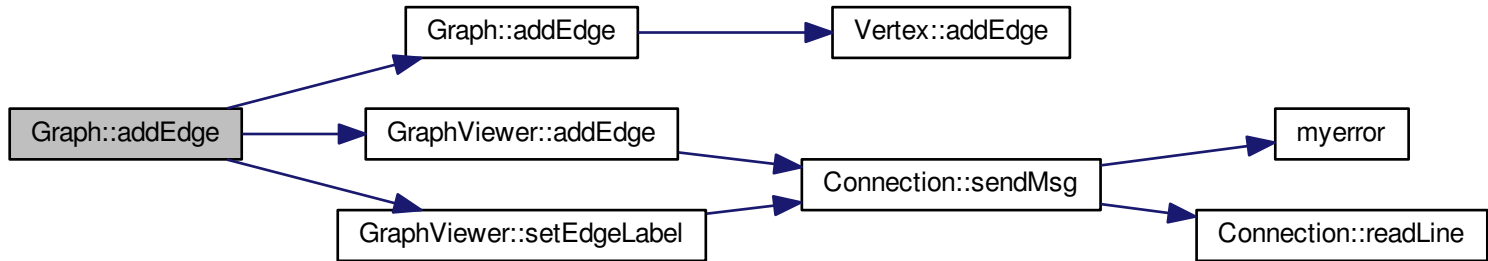 Graph::addEdge
Graph::addEdge
Vertex::addEdge
GraphViewer::addEdge
GraphViewer::setEdgeLabel
Connection::sendMsg
myerror
Connection::readLine